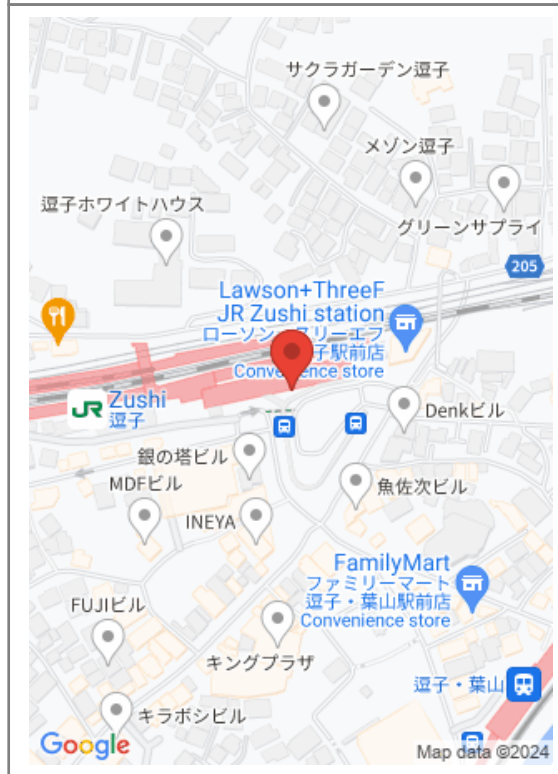 サクラガーデン逗子
メゾン逗子
逗子ホワイトハウス
グリーンサプライ
205
Lawson+ThreeF
JR Zushi station
ローソン
スリーエフ
子駅前店
Convenience store
JR
Zushi
逗子
Denkビル
銀の塔ビル
MDFビル
魚佐次ビル
INEYA
FamilyMart
ファミリーマート
逗子・葉山駅前店
Convenience store
FUJIビル
キングプラザ
逗子・葉山
キラボシビル
Google
Map data ©2024